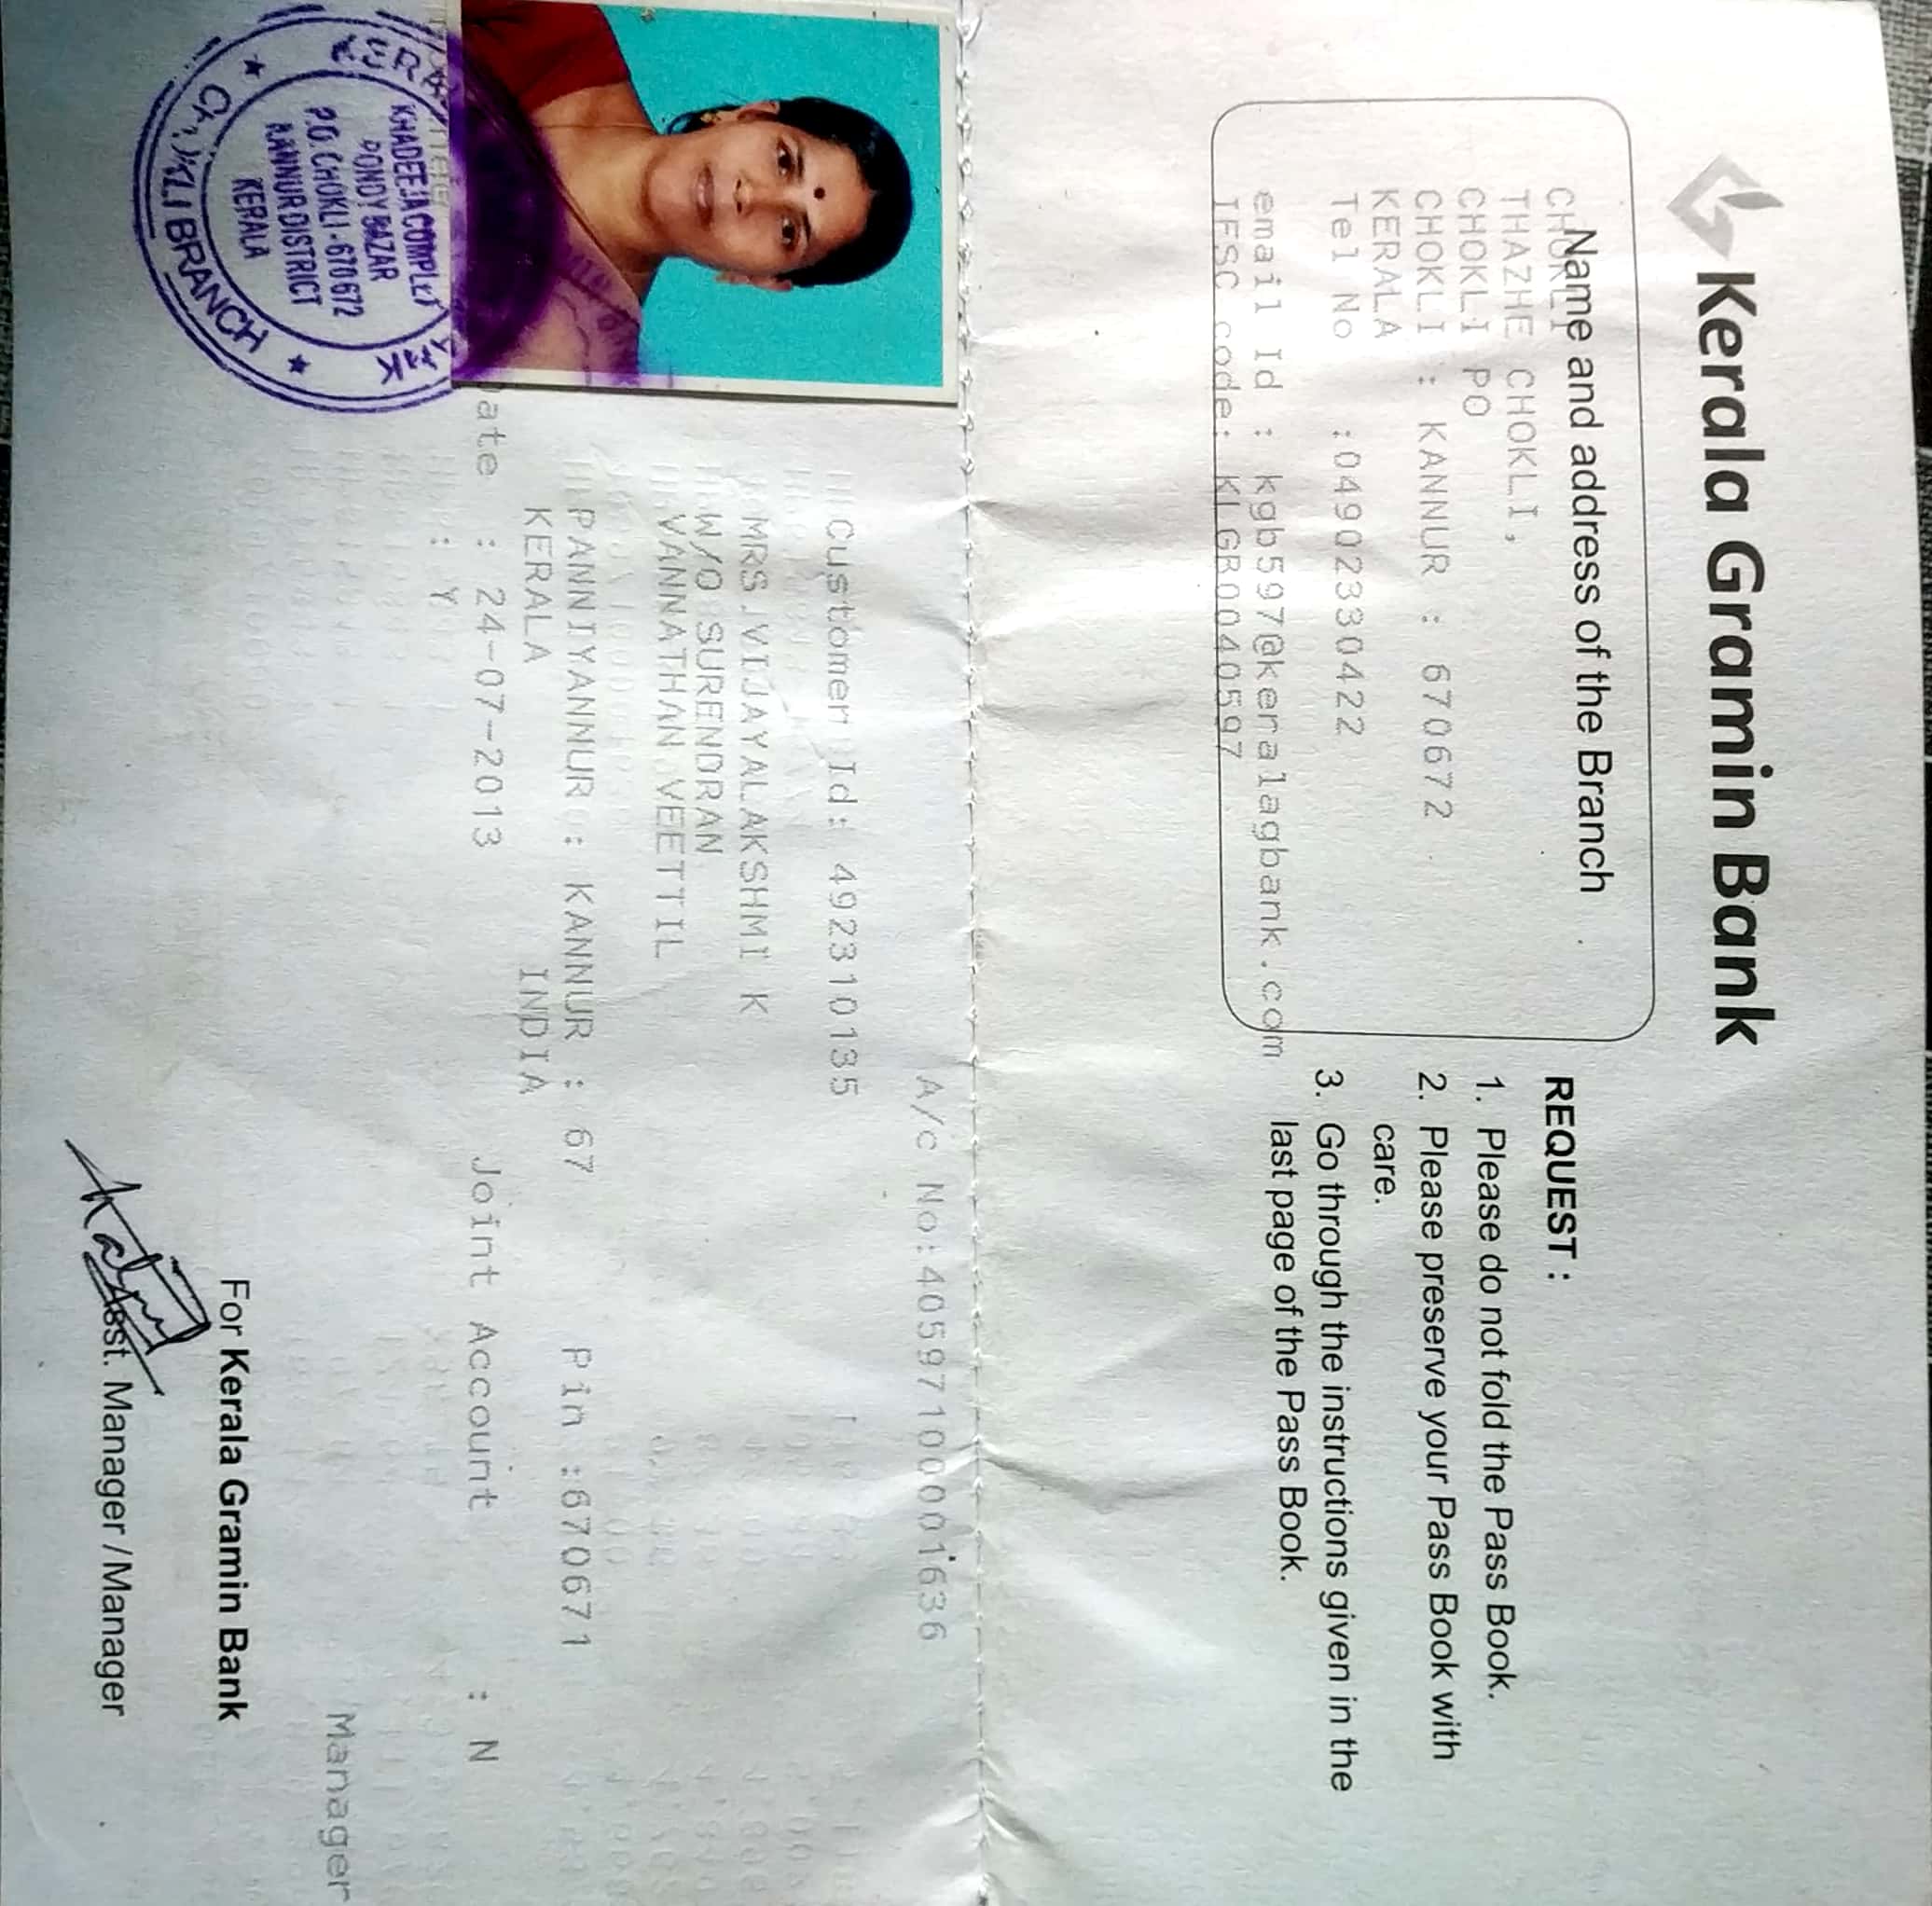 Kerala Gramin Bank
Name and address of the Branch
CHOKLI
THAZHE CHOKLI,
CHOKLI PO
CHOKLI : KANNUR : 670672
KERALA
Tel No :04902330422
email Id : kgb597@keralagbank.com
IFSC code: KLGB0040597
REQUEST :
1. Please do not fold the Pass Book.
2. Please preserve your Pass Book with
care.
3. Go through the instructions given in the
last page of the Pass Book.
A/c No:40597100001636
Customer Id: 492310135
MRS.VIJAYALAKSHMI K
W/O SURENDRAN
VANNATHAN VEETTIL
PANNIYANNUR : KANNUR : 67 Pin :670671
KERALA INDIA
ate : 24-07-2013 Joint Account : N
: Y
Manager
For Kerala Gramin Bank
Asst. Manager / Manager
KHADEEJA COMPLEX
PONDY BAZAR
P.O. CHOKLI - 670 672
KANNUR DISTRICT
KERALA
CHOKLI BRANCH